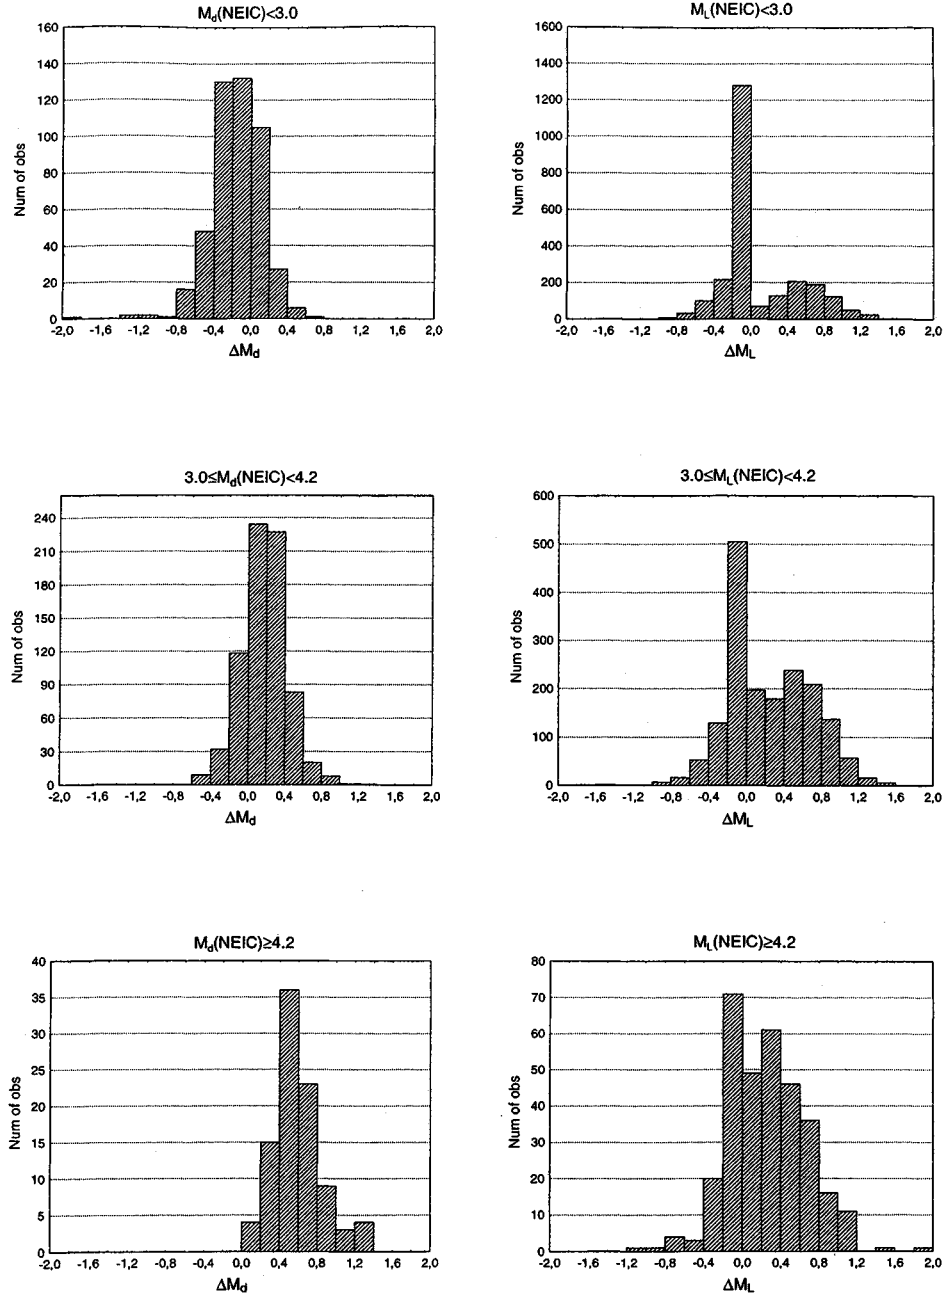 M_d(NEIC)<3.0
160
140
120
100
80
60
40
20
0
Num of obs
-2,0 -1,6 -1,2 -0,8 -0,4 0,0 0,4 0,8 1,2 1,6 2,0
ΔM_d
M_L(NEIC)<3.0
1600
1400
1200
1000
800
600
400
200
0
Num of obs
-2,0 -1,6 -1,2 -0,8 -0,4 0,0 0,4 0,8 1,2 1,6 2,0
ΔM_L
3.0≤M_d(NEIC)<4.2
240
210
180
150
120
90
60
30
0
Num of obs
-2,0 -1,6 -1,2 -0,8 -0,4 0,0 0,4 0,8 1,2 1,6 2,0
ΔM_d
3.0≤M_L(NEIC)<4.2
600
500
400
300
200
100
0
Num of obs
-2,0 -1,6 -1,2 -0,8 -0,4 0,0 0,4 0,8 1,2 1,6 2,0
ΔM_L
M_d(NEIC)≥4.2
40
35
30
25
20
15
10
5
0
Num of obs
-2,0 -1,6 -1,2 -0,8 -0,4 0,0 0,4 0,8 1,2 1,6 2,0
ΔM_d
M_L(NEIC)≥4.2
80
70
60
50
40
30
20
10
0
Num of obs
-2,0 -1,6 -1,2 -0,8 -0,4 0,0 0,4 0,8 1,2 1,6 2,0
ΔM_L